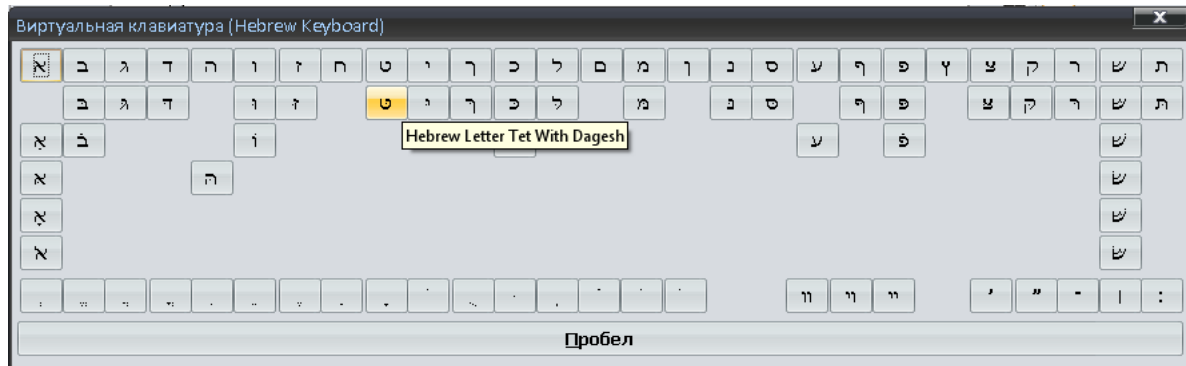 Виртуальная клавиатура (Hebrew Keyboard)
א ב ג ד ה ו ז ח ט י ך כ ל ם מ ן נ ס ע ף פ ץ צ ק ר ש ת
בּ גּ דּ וּ זּ טּ יּ ךּ כּ לּ מּ נּ סּ ףּ פּ צּ קּ רּ שּ תּ
Hebrew Letter Tet With Dagesh
אַ בֿ וֹ ע פֿ שׁ
הּ שׂ
אָ שּׁ
שּׂ
װ ױ ײ ׳ ״ ־ ׀ ׃
Пробел